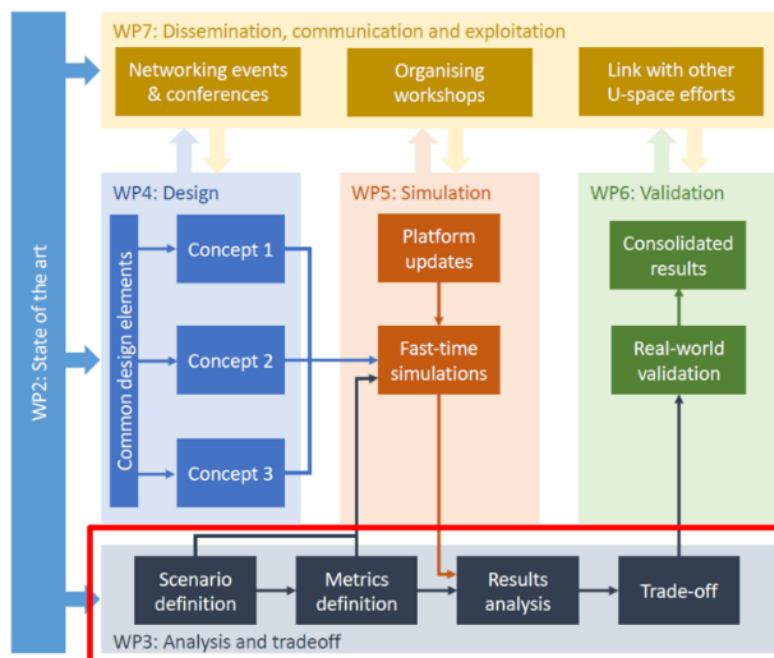 WP7: Dissemination, communication and exploitation
Networking events
& conferences
Organising
workshops
Link with other
U-space efforts
WP2: State of the art
WP4: Design
Common design elements
Concept 1
Concept 2
Concept 3
WP5: Simulation
Platform
updates
Fast-time
simulations
WP6: Validation
Consolidated
results
Real-world
validation
Scenario
definition
Metrics
definition
Results
analysis
Trade-off
WP3: Analysis and tradeoff